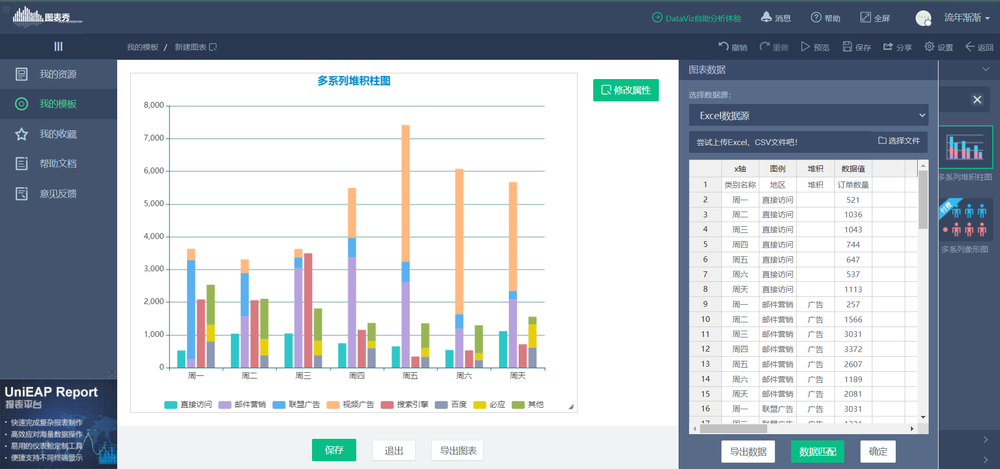 图表秀
DataViz自助分析体验
消息
帮助
全屏
流年渐渐
我的模板 / 新建图表
撤销
重做
预览
保存
分享
设置
返回
我的资源
我的模板
我的收藏
帮助文档
意见反馈
UniEAP Report
报表平台
· 快速完成复杂报表制作
· 高效应对海量数据操作
· 易用的仪表舱定制工具
· 便捷支持不同终端显示
多系列堆积柱图
8,000
7,000
6,000
5,000
4,000
3,000
2,000
1,000
0
周一 周二 周三 周四 周五 周六 周天
直接访问 邮件营销 联盟广告 视频广告 搜索引擎 百度 必应 其他
修改属性
保存 退出 导出图表
图表数据
选择数据源:
Excel数据源
尝试上传Excel、CSV文件吧！
选择文件
x轴 图例 堆积 数据值
1 类别名称 地区 堆积 订单数量
2 周一 直接访问 521
3 周二 直接访问 1036
4 周三 直接访问 1043
5 周四 直接访问 744
6 周五 直接访问 647
7 周六 直接访问 537
8 周天 直接访问 1113
9 周一 邮件营销 广告 257
10 周二 邮件营销 广告 1566
11 周三 邮件营销 广告 3031
12 周四 邮件营销 广告 3372
13 周五 邮件营销 广告 2607
14 周六 邮件营销 广告 1189
15 周天 邮件营销 广告 2081
16 周一 联盟广告 广告 3031
导出数据 数据匹配 确定
多系列堆积柱图
付费
多系列象形图